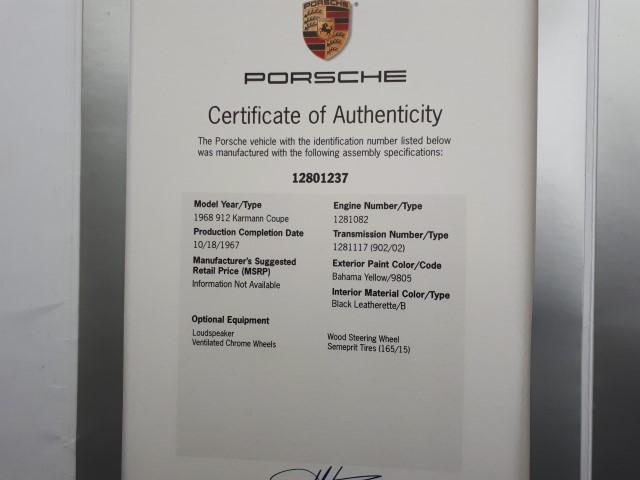 PORSCHE
Certificate of Authenticity
The Porsche vehicle with the identification number listed below
was manufactured with the following assembly specifications:
12801237
Model Year/Type
1968 912 Karmann Coupe
Production Completion Date
10/18/1967
Manufacturer's Suggested
Retail Price (MSRP)
Information Not Available
Engine Number/Type
1281082
Transmission Number/Type
1281117 (902/02)
Exterior Paint Color/Code
Bahama Yellow/9805
Interior Material Color/Type
Black Leatherette/B
Optional Equipment
Loudspeaker
Ventilated Chrome Wheels
Wood Steering Wheel
Semeprit Tires (165/15)